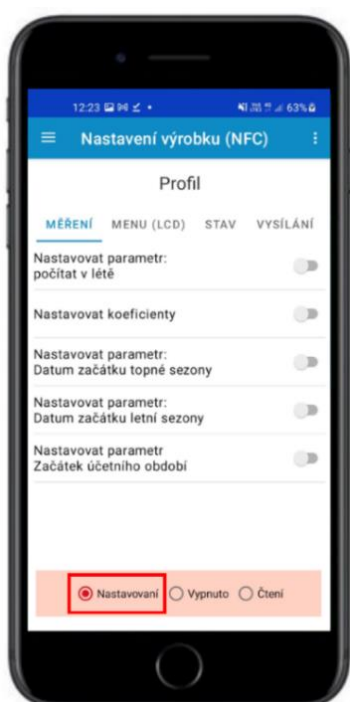 12:23
63%
Nastavení výrobku (NFC)
Profil
MĚŘENÍ MENU (LCD) STAV VYSÍLÁNÍ
Nastavovat parametr:
počítat v létě
Nastavovat koeficienty
Nastavovat parametr:
Datum začátku topné sezony
Nastavovat parametr:
Datum začátku letní sezony
Nastavovat parametr
Začátek účetního období
Nastavovaní Vypnuto Čtení